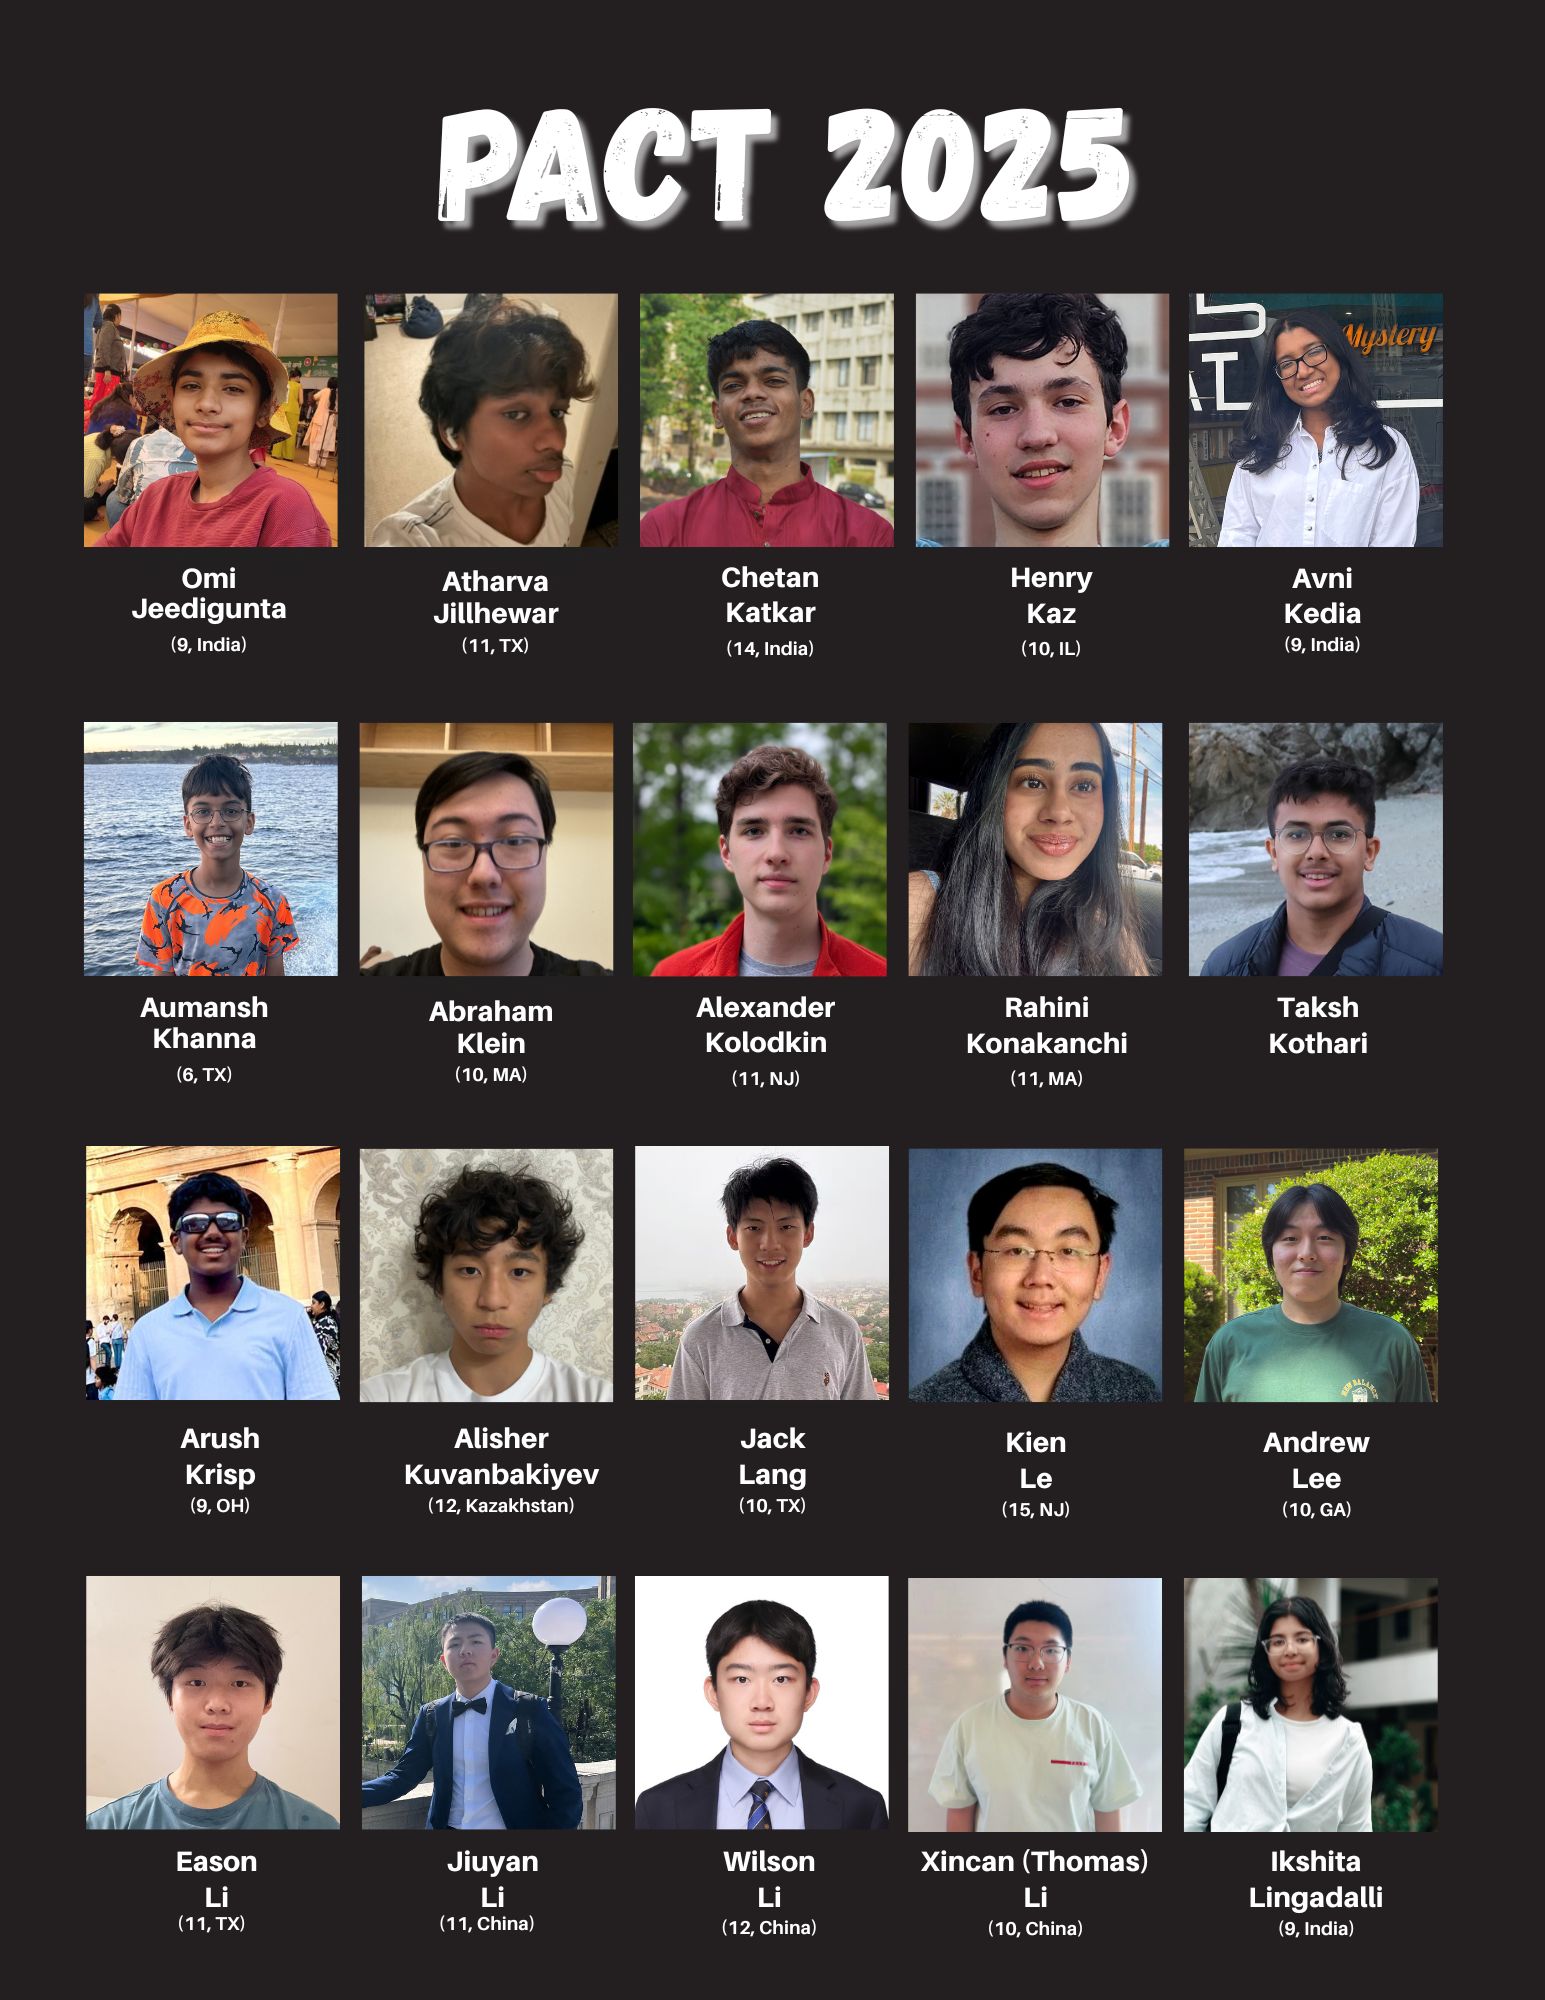 PACT 2025
Mystery
Omi
Jeedigunta
(9, India)
Atharva
Jillhewar
(11, TX)
Chetan
Katkar
(14, India)
Henry
Kaz
(10, IL)
Avni
Kedia
(9, India)
Aumansh
Khanna
(6, TX)
Abraham
Klein
(10, MA)
Alexander
Kolodkin
(11, NJ)
Rahini
Konakanchi
(11, MA)
Taksh
Kothari
NEW BALANCE
Arush
Krisp
(9, OH)
Alisher
Kuvanbakiyev
(12, Kazakhstan)
Jack
Lang
(10, TX)
Kien
Le
(15, NJ)
Andrew
Lee
(10, GA)
Eason
Li
(11, TX)
Jiuyan
Li
(11, China)
Wilson
Li
(12, China)
Xincan (Thomas)
Li
(10, China)
Ikshita
Lingadalli
(9, India)